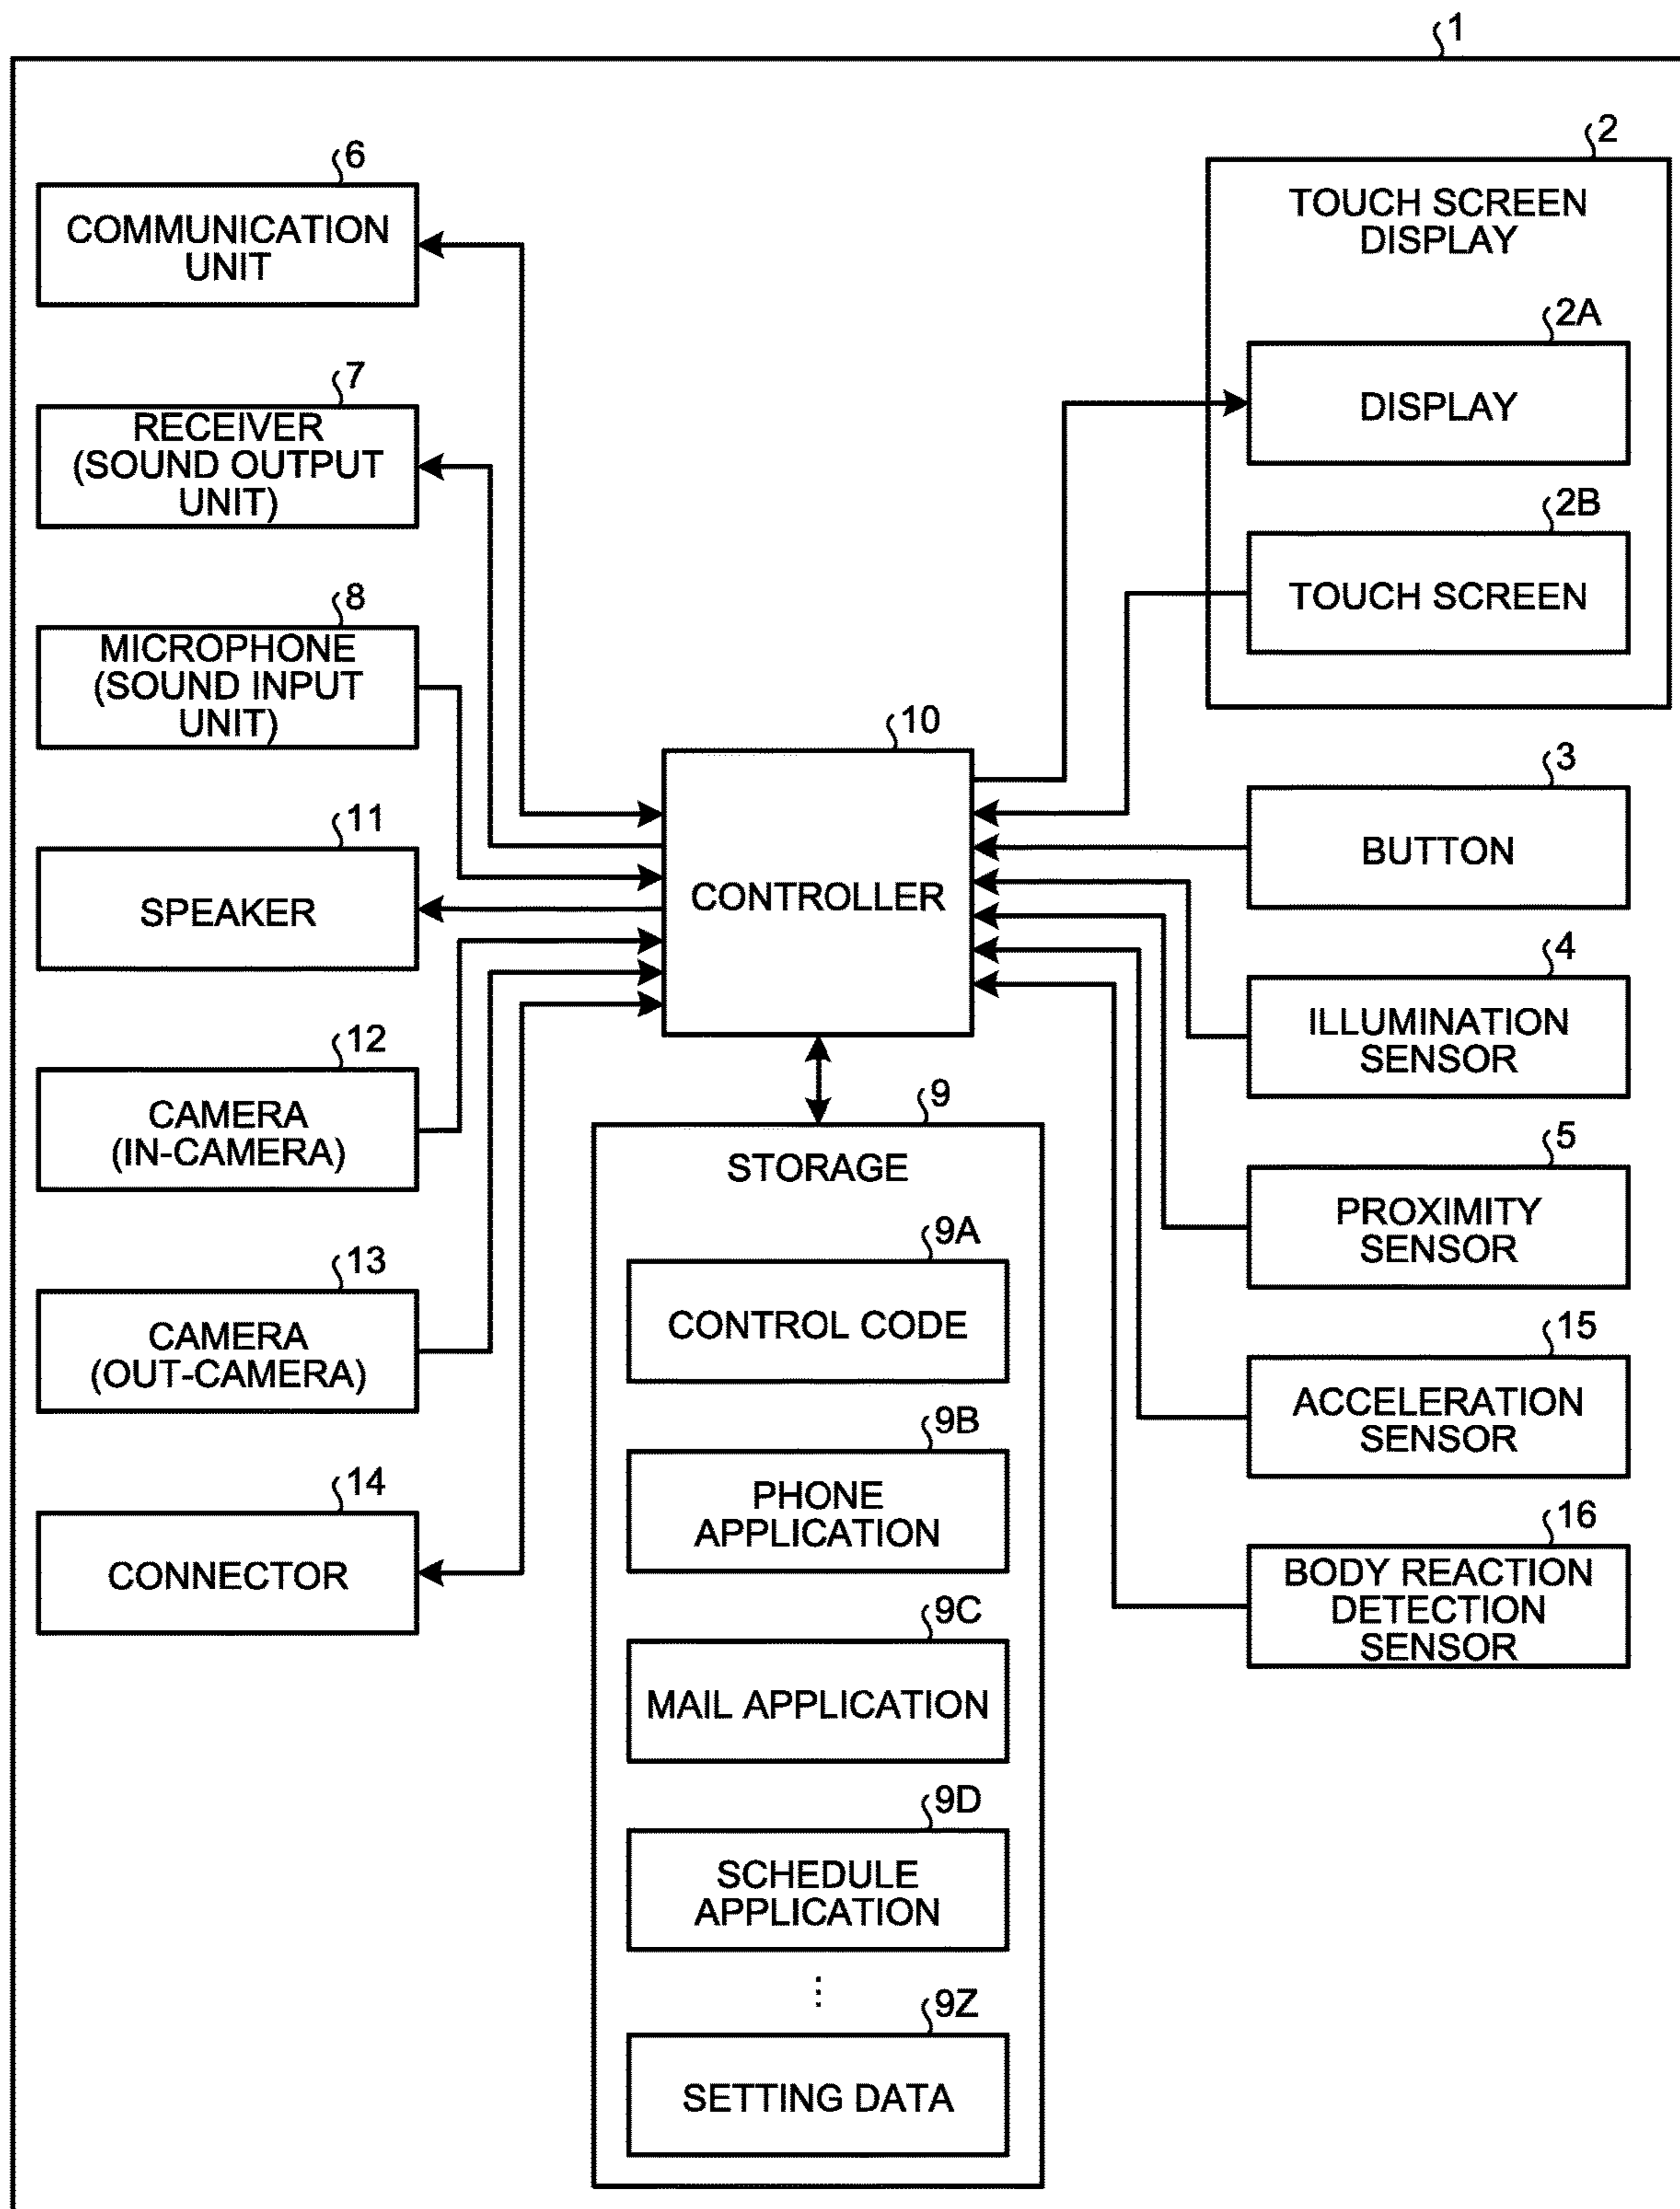 1
6
COMMUNICATION
UNIT
7
RECEIVER
(SOUND OUTPUT
UNIT)
8
MICROPHONE
(SOUND INPUT
UNIT)
11
SPEAKER
12
CAMERA
(IN-CAMERA)
13
CAMERA
(OUT-CAMERA)
14
CONNECTOR
10
CONTROLLER
9
STORAGE
9A
CONTROL CODE
9B
PHONE
APPLICATION
9C
MAIL APPLICATION
9D
SCHEDULE
APPLICATION
⋮
9Z
SETTING DATA
2
TOUCH SCREEN
DISPLAY
2A
DISPLAY
2B
TOUCH SCREEN
3
BUTTON
4
ILLUMINATION
SENSOR
5
PROXIMITY
SENSOR
15
ACCELERATION
SENSOR
16
BODY REACTION
DETECTION
SENSOR